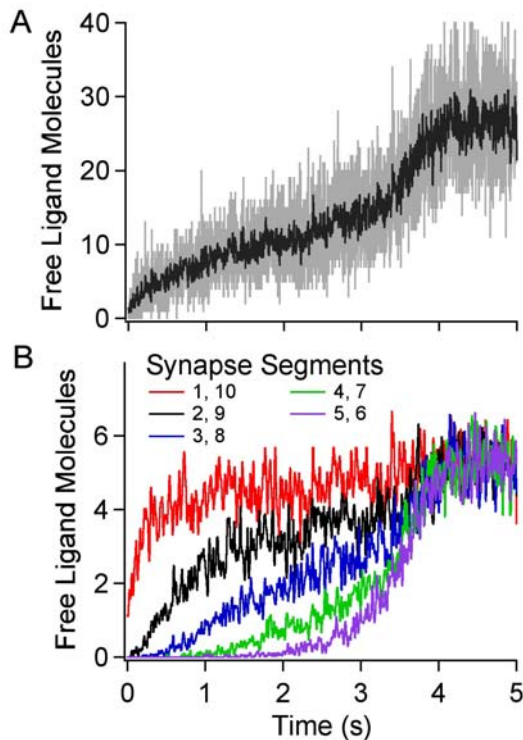 A
Free Ligand Molecules
40
30
20
10
0
B
Free Ligand Molecules
6
4
2
0
Synapse Segments
1, 10
4, 7
2, 9
5, 6
3, 8
0 1 2 3 4 5
Time (s)